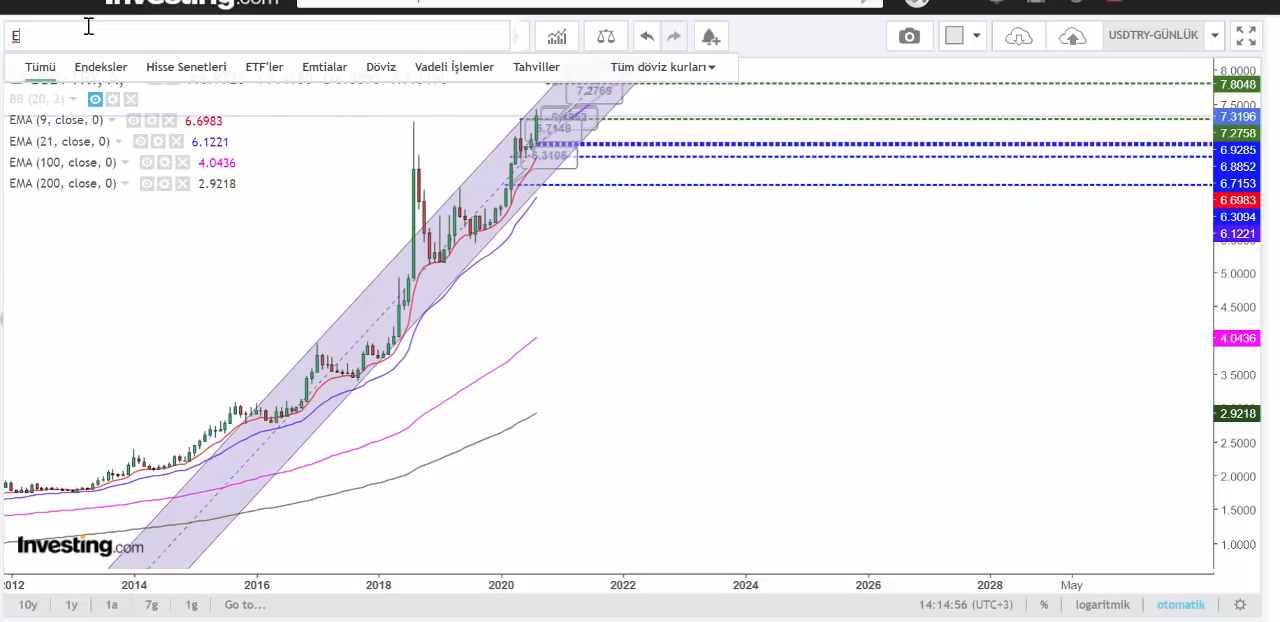 Investing.com
E
USDTRY-GÜNLÜK
Tümü Endeksler Hisse Senetleri ETF'ler Emtialar Döviz Vadeli İşlemler Tahviller Tüm döviz kurları
BB (20, 2)
EMA (9, close, 0) 6.6983
EMA (21, close, 0) 6.1221
EMA (100, close, 0) 4.0436
EMA (200, close, 0) 2.9218
7.2769
6.7148
6.3105
8.0000
7.8048
7.5000
7.3196
7.2758
6.9285
6.8852
6.7153
6.6983
6.3094
6.1221
5.0000
4.5000
4.0436
3.5000
2.9218
2.5000
2.0000
1.5000
1.0000
Investing.com
2012 2014 2016 2018 2020 2022 2024 2026 2028 May
10y 1y 1a 7g 1g Go to... 14:14:56 (UTC+3) % logaritmik otomatik